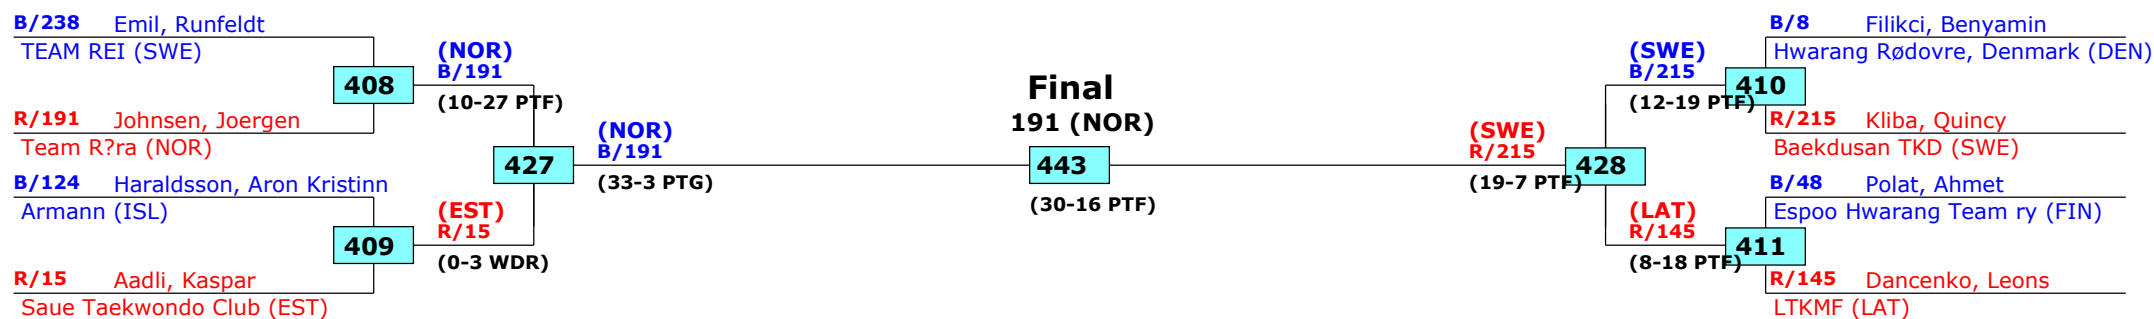 B/238 Emil, Runfeldt
TEAM REI (SWE)
408
R/191 Johnsen, Joergen
Team R?ra (NOR)
(NOR)
B/191
(10-27 PTF)
B/124 Haraldsson, Aron Kristinn
Armann (ISL)
409
R/15 Aadli, Kaspar
Saue Taekwondo Club (EST)
(EST)
R/15
(0-3 WDR)
427
(NOR)
B/191
(33-3 PTG)
Final
191 (NOR)
443
(30-16 PTF)
(SWE)
R/215
(19-7 PTF)
428
(SWE)
B/215
(12-19 PTF)
410
B/8 Filikci, Benyamin
Hwarang Rødovre, Denmark (DEN)
R/215 Kliba, Quincy
Baekdusan TKD (SWE)
(LAT)
R/145
(8-18 PTF)
411
B/48 Polat, Ahmet
Espoo Hwarang Team ry (FIN)
R/145 Dancenko, Leons
LTKMF (LAT)